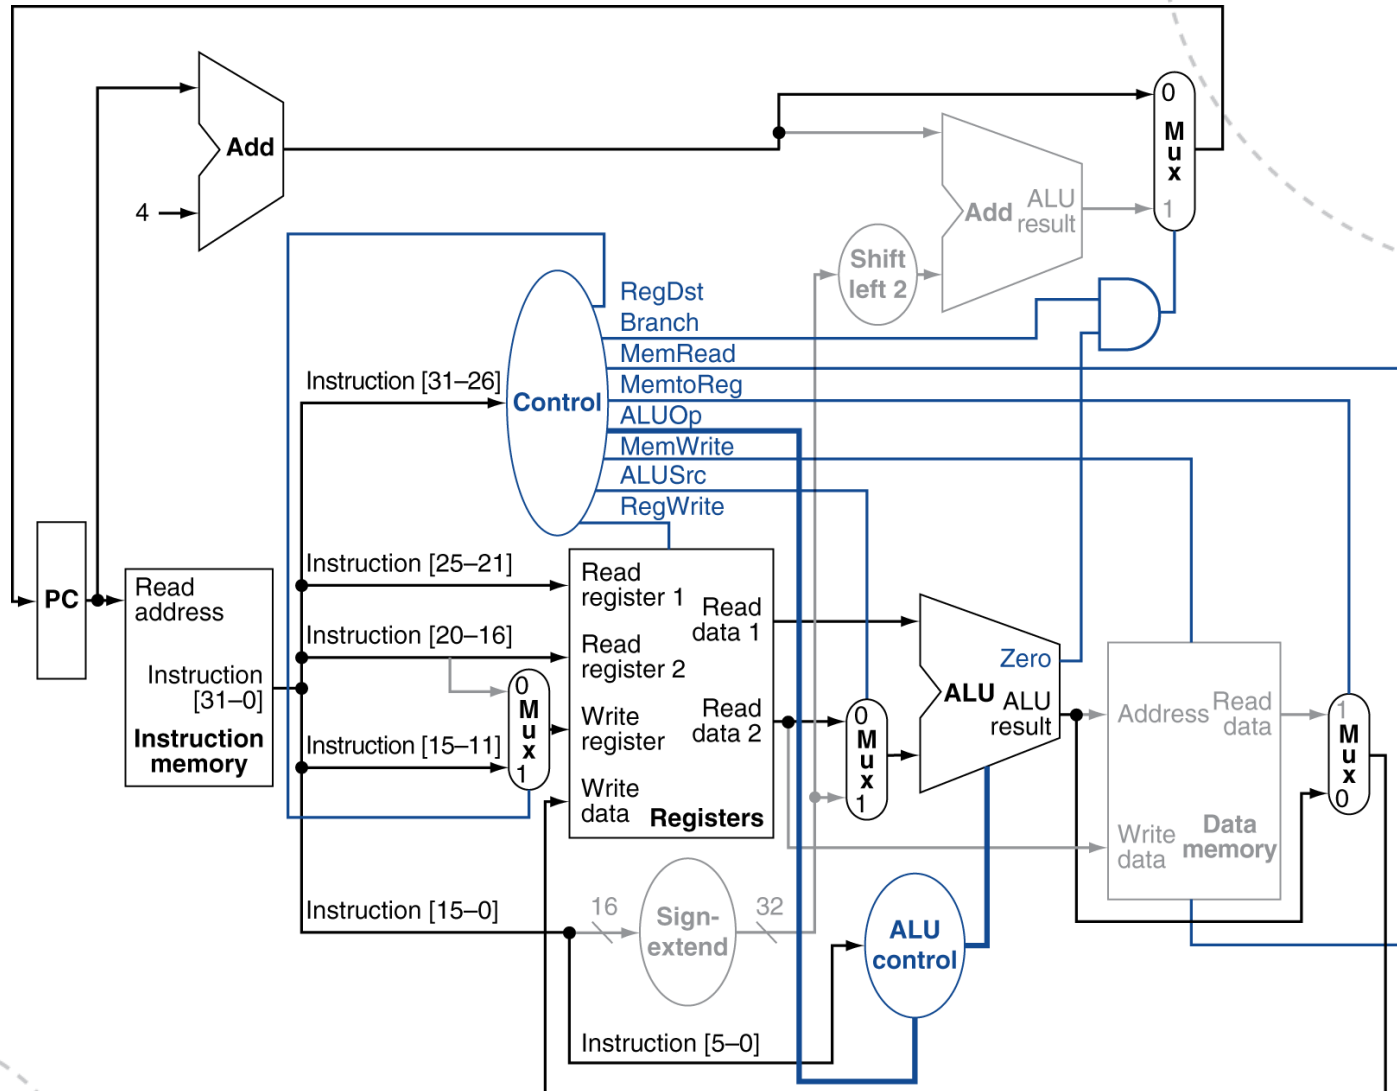 0
M
u
x
1
Add
4
Add
ALU
result
Shift
left 2
RegDst
Branch
MemRead
MemtoReg
ALUOp
MemWrite
ALUSrc
RegWrite
Control
Instruction [31–26]
Instruction [25–21]
Instruction [20–16]
Instruction [15–11]
Instruction [15–0]
Instruction [5–0]
PC
Read
address
Instruction
[31–0]
Instruction
memory
0
M
u
x
1
Read
register 1
Read
register 2
Write
register
Write
data
Read
data 1
Read
data 2
Registers
0
M
u
x
1
Zero
ALU
ALU
result
Address
Read
data
Write
data
Data
memory
1
M
u
x
0
16
Sign-
extend
32
ALU
control